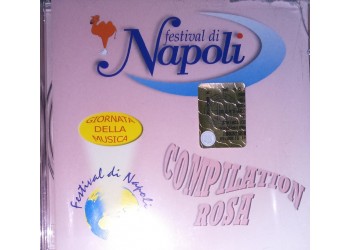 festival di
Napoli
GIORNATA
DELLA
MUSICA
Festival di Napoli
COMPILATION
ROSA